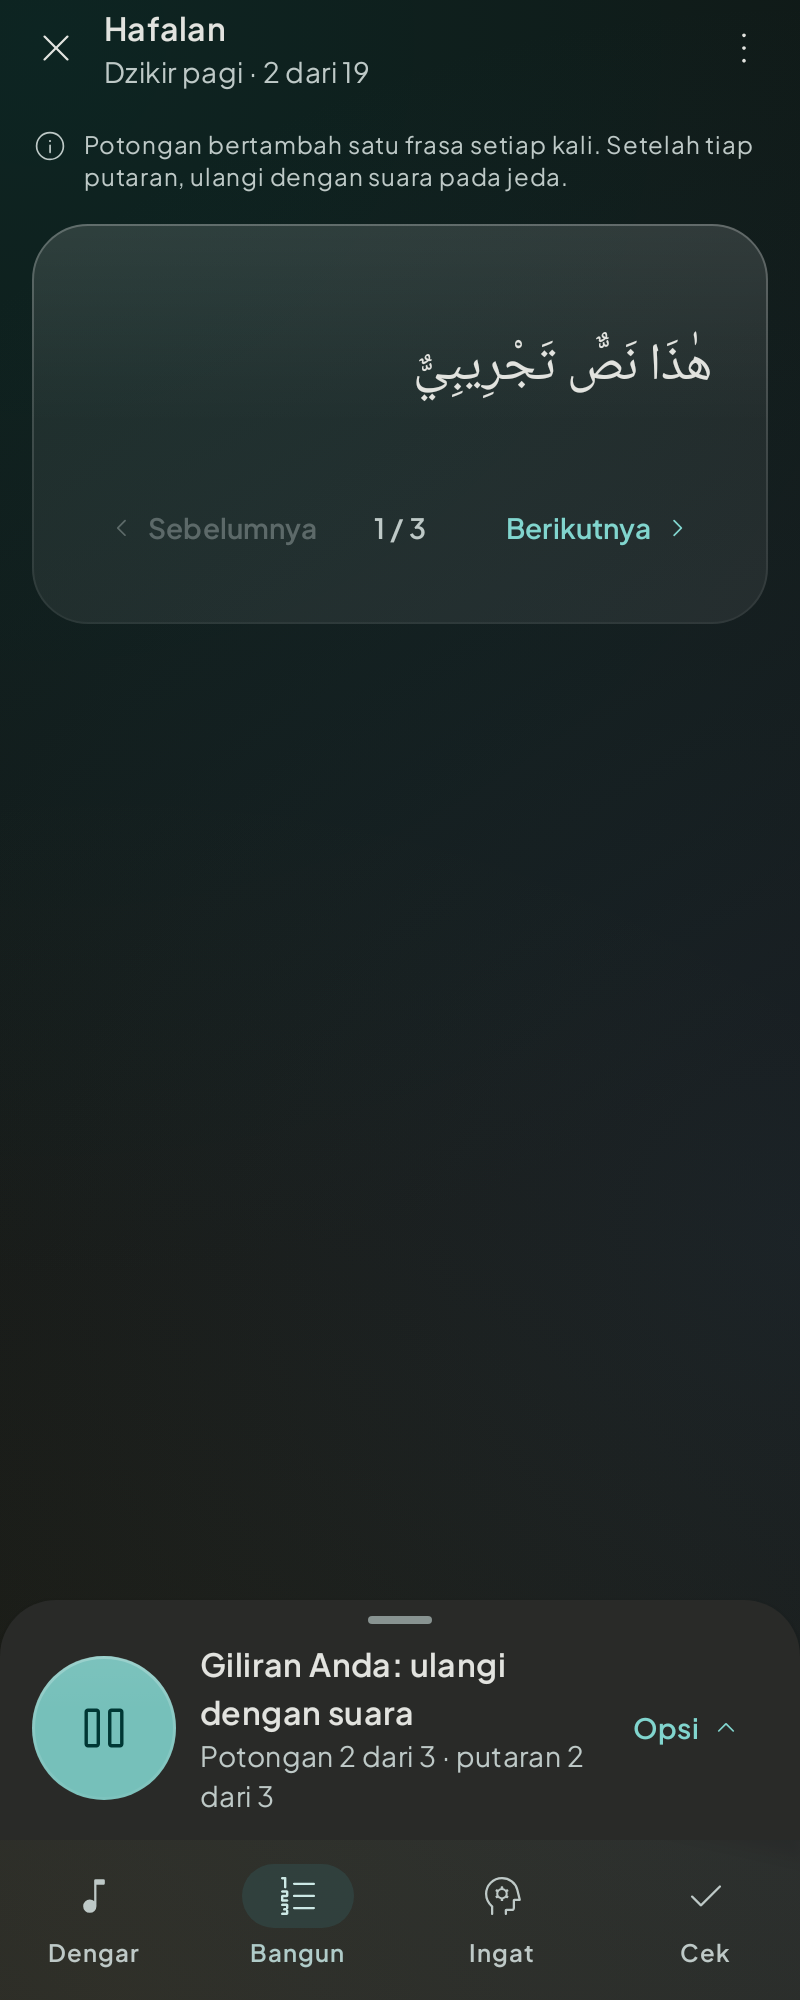 Hafalan
Dzikir pagi · 2 dari 19
Potongan bertambah satu frasa setiap kali. Setelah tiap
putaran, ulangi dengan suara pada jeda.
هٰذَا نَصٌّ تَجْرِيبِيٌّ
Sebelumnya
1 / 3
Berikutnya
Giliran Anda: ulangi
dengan suara
Potongan 2 dari 3 · putaran 2
dari 3
Opsi
Dengar
Bangun
Ingat
Cek